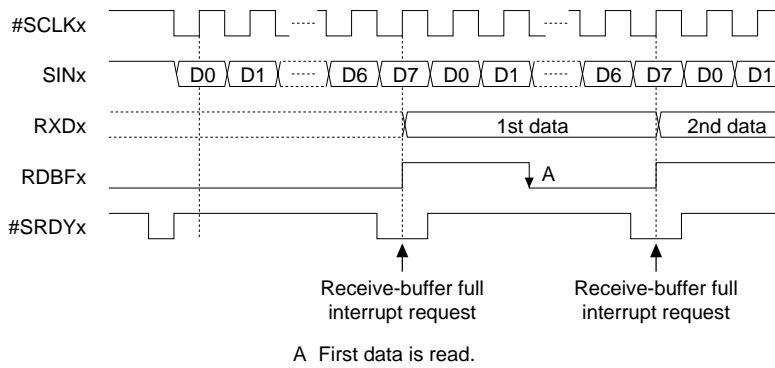 #SCLKx
SINx D0 D1 D6 D7 D0 D1 D6 D7 D0 D1
RXDx 1st data 2nd data
RDBFx A
#SRDYx
Receive-buffer full Receive-buffer full
interrupt request interrupt request
A First data is read.